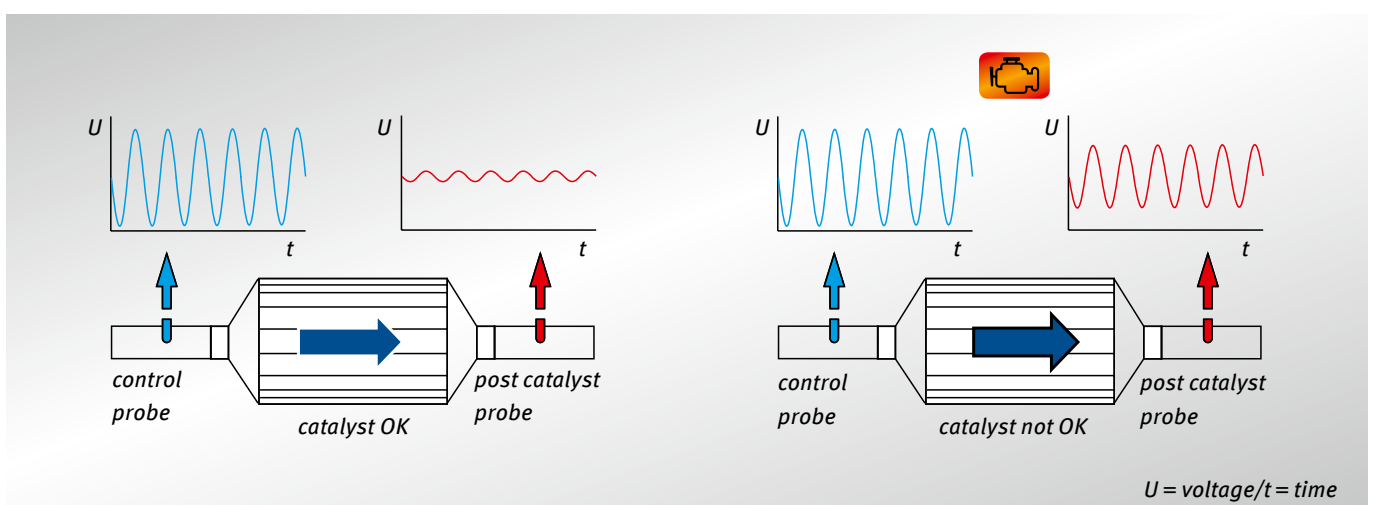 U
U
U
U
t
t
t
t
control
probe
post catalyst
probe
catalyst OK
control
probe
post catalyst
probe
catalyst not OK
U = voltage/t = time